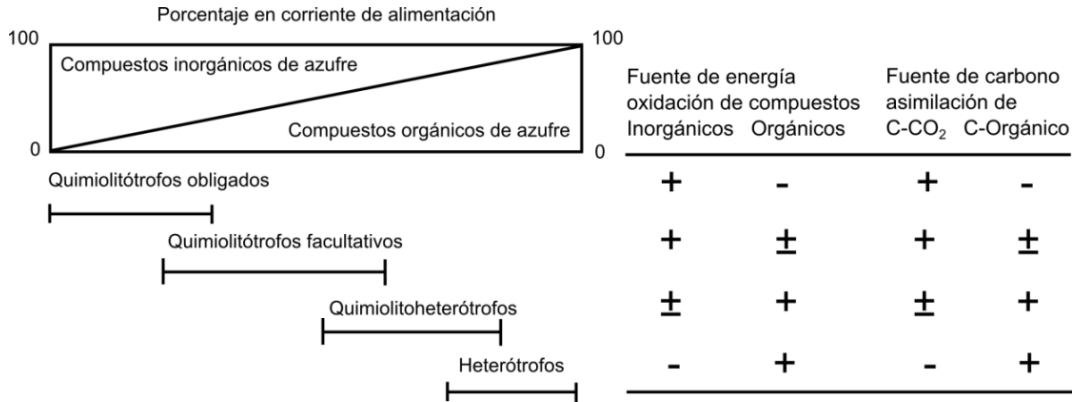 Porcentaje en corriente de alimentación
100
100
Compuestos inorgánicos de azufre
Compuestos orgánicos de azufre
0
0
Fuente de energía
oxidación de compuestos
Inorgánicos Orgánicos
Fuente de carbono
asimilación de
C-CO₂ C-Orgánico
Quimiolitótrofos obligados
+ - + -
Quimiolitótrofos facultativos
+ ± + ±
Quimiolitoheterótrofos
± + ± +
Heterótrofos
- + - +